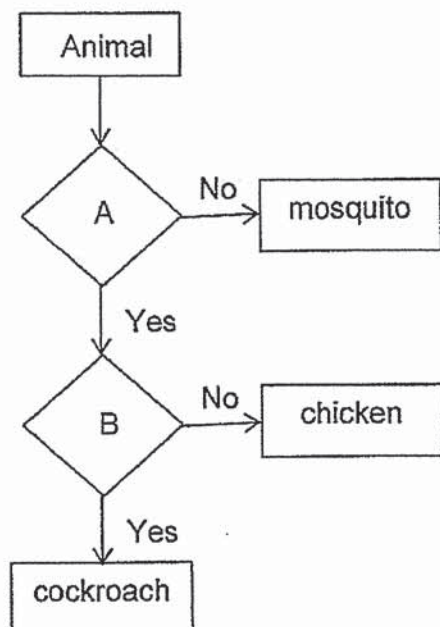 Animal
A
No
mosquito
Yes
B
No
chicken
Yes
cockroach